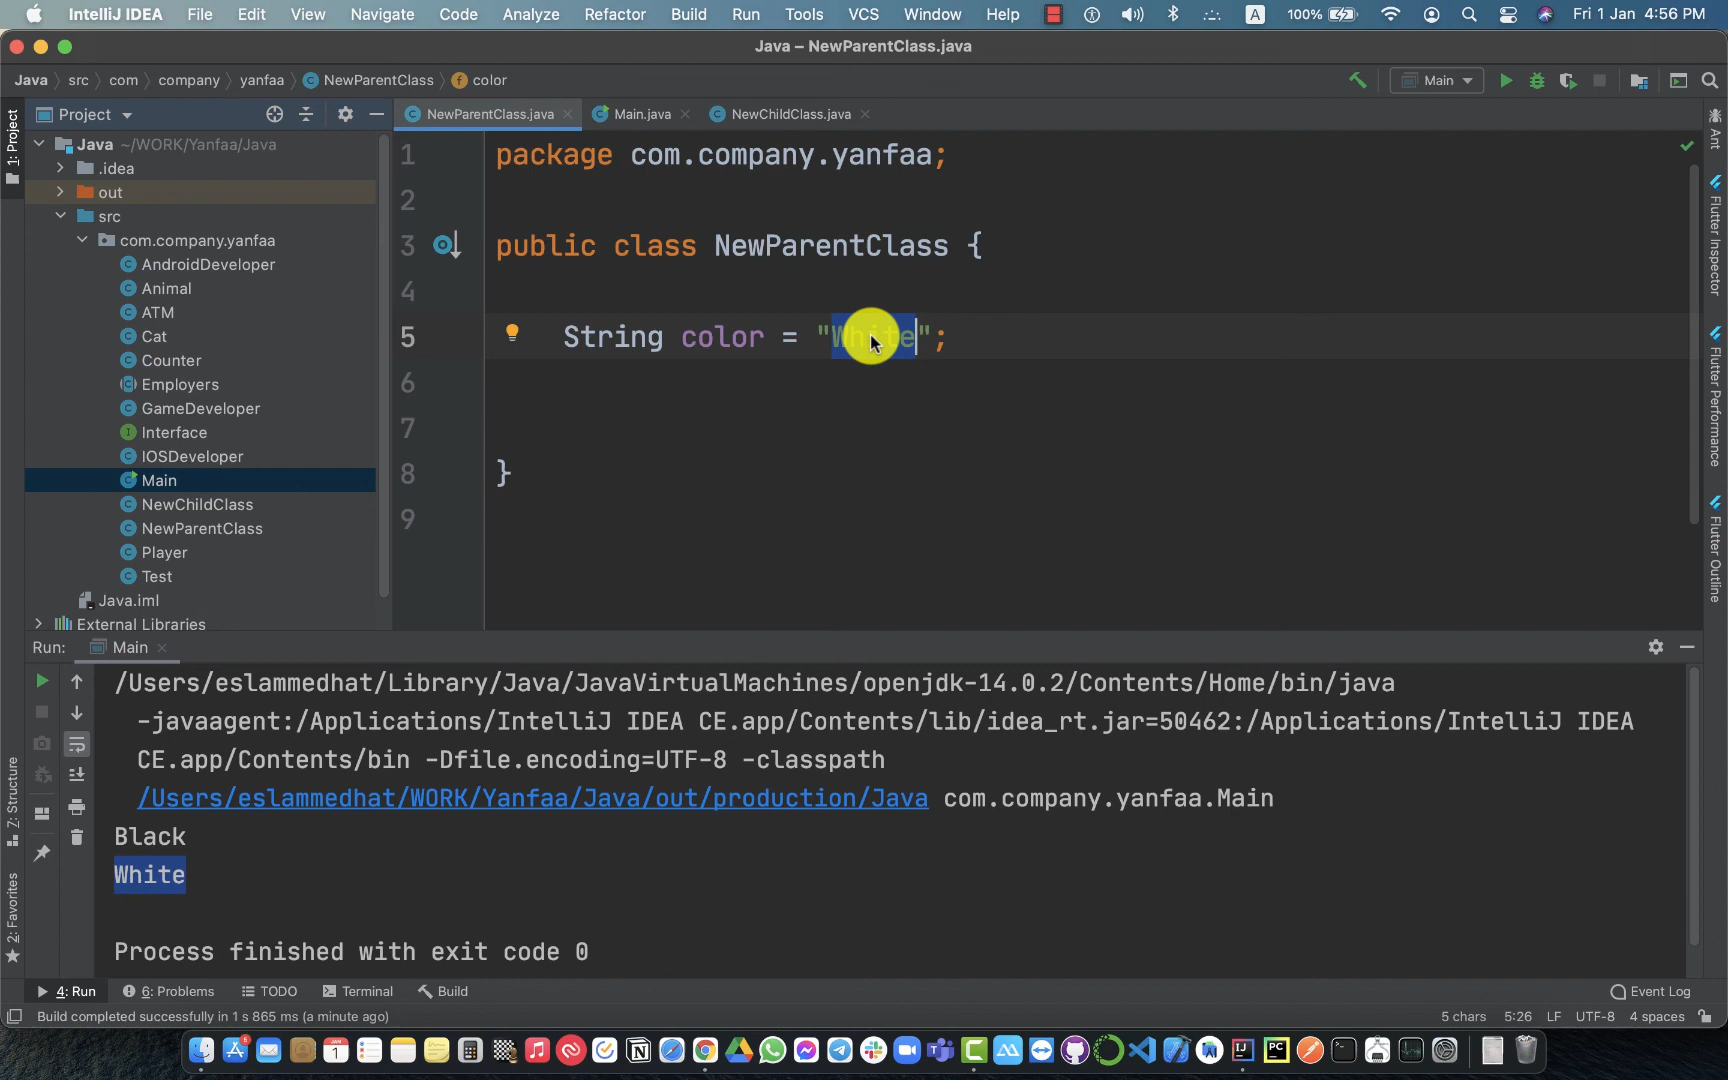 IntelliJ IDEA File Edit View Navigate Code Analyze Refactor Build Run Tools VCS Window Help A 100% Fri 1 Jan 4:56 PM
Java – NewParentClass.java
Java src com company yanfaa NewParentClass color Main
Project NewParentClass.java Main.java NewChildClass.java
1: Project
Java ~/WORK/Yanfaa/Java
.idea
out
src
com.company.yanfaa
AndroidDeveloper
Animal
ATM
Cat
Counter
Employers
GameDeveloper
Interface
IOSDeveloper
Main
NewChildClass
NewParentClass
Player
Test
Java.iml
External Libraries
1 package com.company.yanfaa;
2
3 public class NewParentClass {
4
5 String color = "White";
6
7
8 }
9
Ant
Flutter Inspector
Flutter Performance
Flutter Outline
Run: Main
/Users/eslammedhat/Library/Java/JavaVirtualMachines/openjdk-14.0.2/Contents/Home/bin/java
-javaagent:/Applications/IntelliJ IDEA CE.app/Contents/lib/idea_rt.jar=50462:/Applications/IntelliJ IDEA
CE.app/Contents/bin -Dfile.encoding=UTF-8 -classpath
/Users/eslammedhat/WORK/Yanfaa/Java/out/production/Java com.company.yanfaa.Main
Black
White
Process finished with exit code 0
Z: Structure
2: Favorites
4: Run 6: Problems TODO Terminal Build Event Log
Build completed successfully in 1 s 865 ms (a minute ago) 5 chars 5:26 LF UTF-8 4 spaces